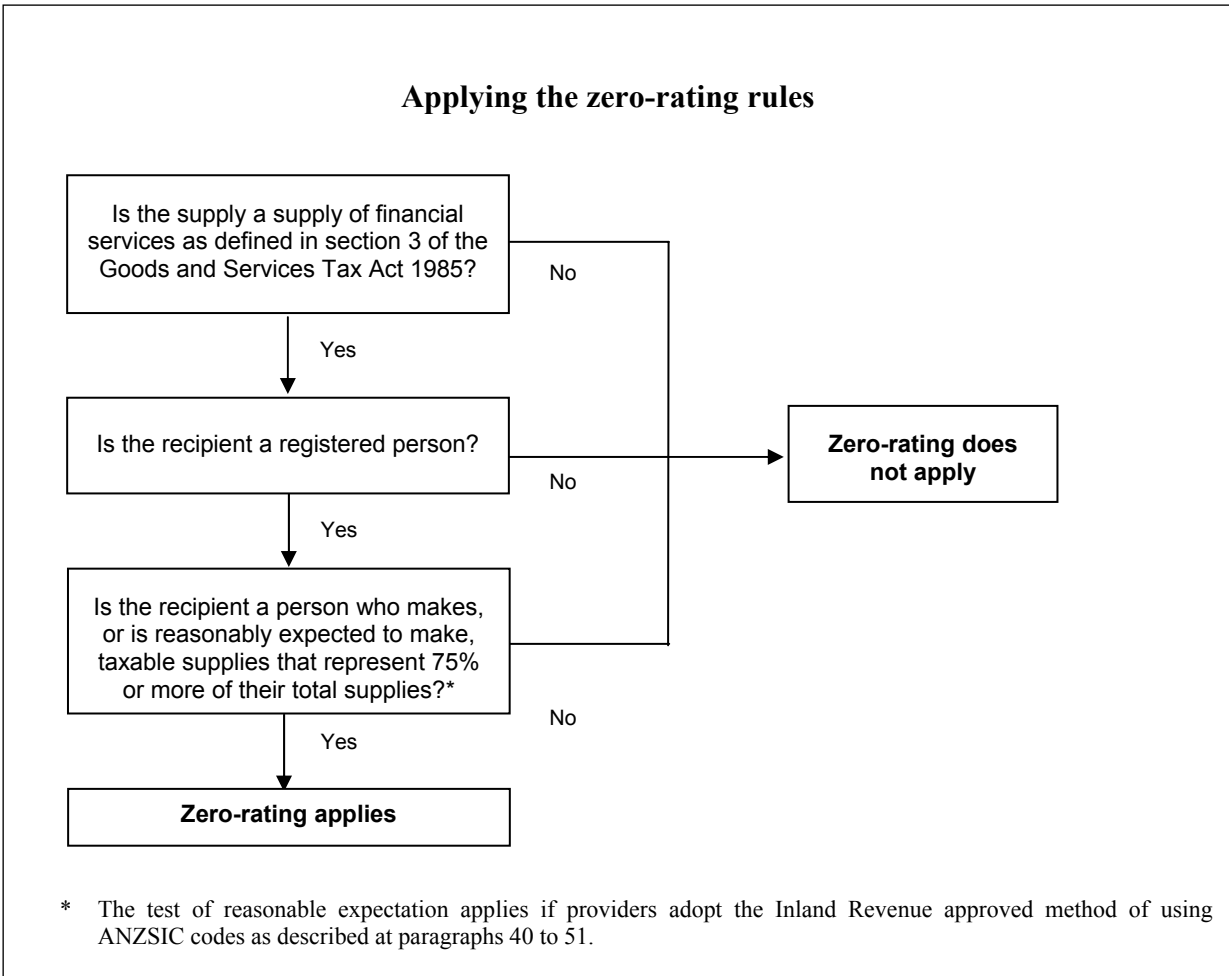 Applying the zero-rating rules
Is the supply a supply of financial
services as defined in section 3 of the
Goods and Services Tax Act 1985?
No
Yes
Is the recipient a registered person?
Zero-rating does
not apply
No
Yes
Is the recipient a person who makes,
or is reasonably expected to make,
taxable supplies that represent 75%
or more of their total supplies?*
No
Yes
Zero-rating applies
* The test of reasonable expectation applies if providers adopt the Inland Revenue approved method of using
ANZSIC codes as described at paragraphs 40 to 51.